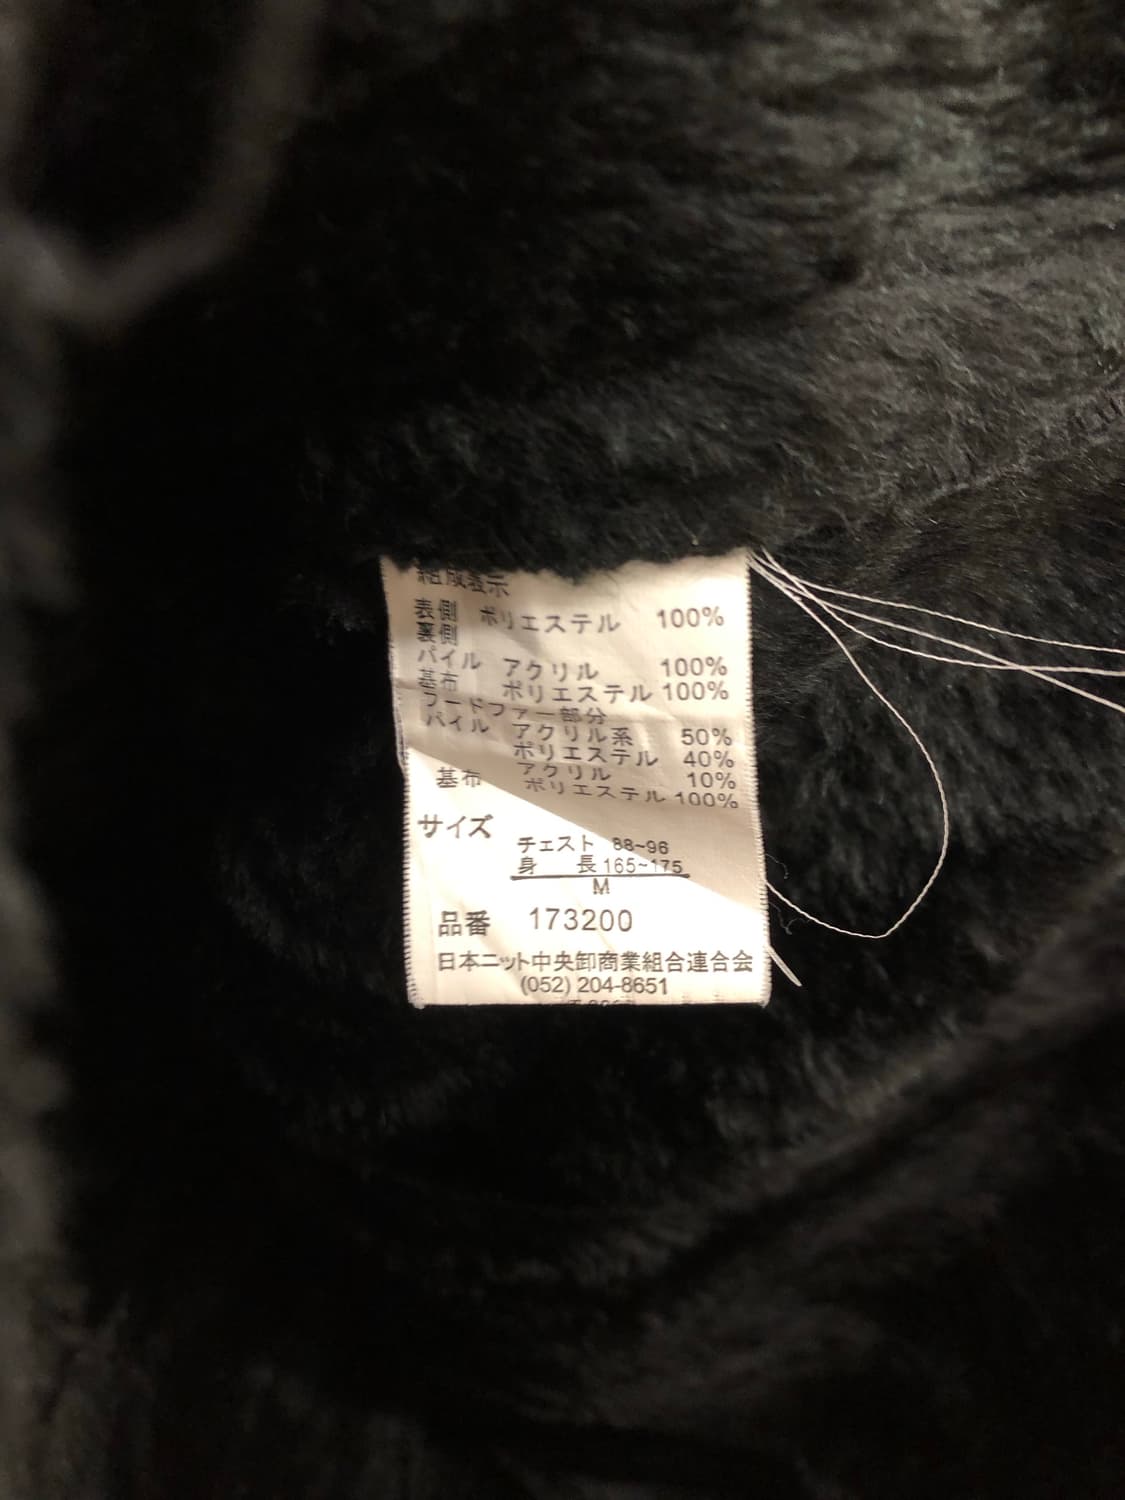 組成表示
表側 ポリエステル 100%
裏側
パイル アクリル 100%
基布 ポリエステル 100%
フードファー部分
パイル アクリル系 50%
ポリエステル 40%
アクリル 10%
基布 ポリエステル 100%
サイズ
チェスト 88~96
身 長 165~175
M
品番 173200
日本ニット中央卸商業組合連合会
(052) 204-8651